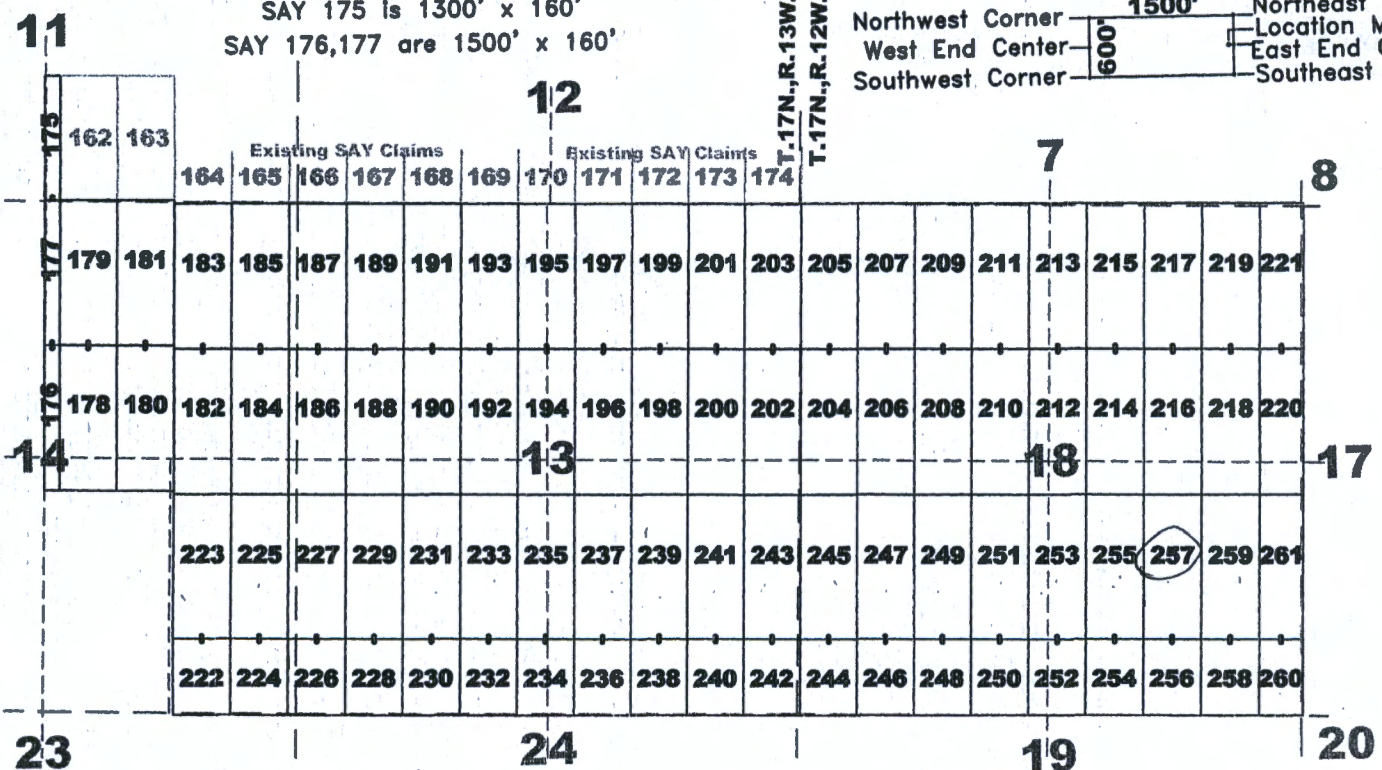 SAY 175 is 1300' x 160'
SAY 176,177 are 1500' x 160'
11
12
T.17N.,R.13W.
T.17N.,R.12W.
1500'
600'
Northwest Corner
West End Center
Southwest Corner
Northeast
Location
East End
Southeast
7
8
175 162 163
Existing SAY Claims Existing SAY Claims
164 165 166 167 168 169 170 171 172 173 174
177 179 181 183 185 187 189 191 193 195 197 199 201 203 205 207 209 211 213 215 217 219 221
176 178 180 182 184 186 188 190 192 194 196 198 200 202 204 206 208 210 212 214 216 218 220
14 13 18 17
223 225 227 229 231 233 235 237 239 241 243 245 247 249 251 253 255 257 259 261
222 224 226 228 230 232 234 236 238 240 242 244 246 248 250 252 254 256 258 260
23 24 19 20